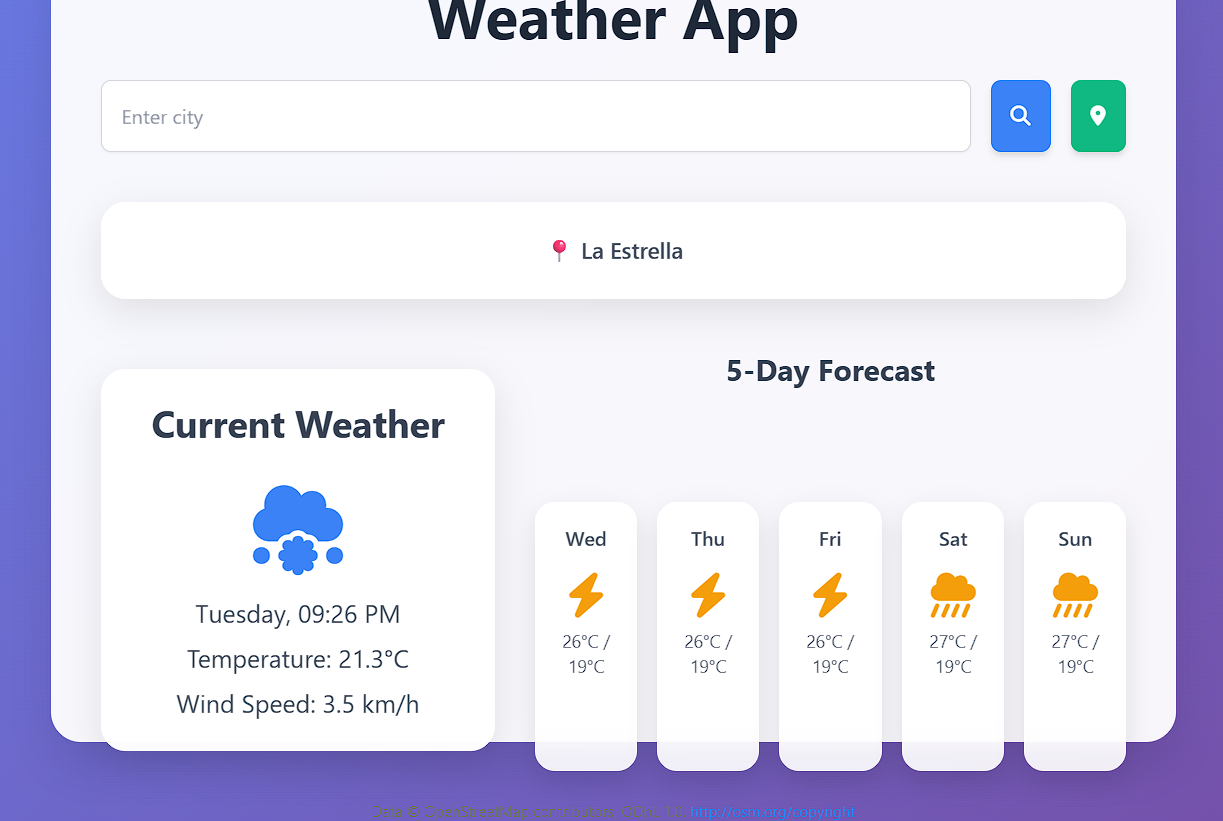 Weather App
Enter city
La Estrella
5-Day Forecast
Current Weather
Tuesday, 09:26 PM
Temperature: 21.3°C
Wind Speed: 3.5 km/h
Wed
26°C /
19°C
Thu
26°C /
19°C
Fri
26°C /
19°C
Sat
27°C /
19°C
Sun
27°C /
19°C
Data © OpenStreetMap contributors, ODbL 1.0. http://osm.org/copyright